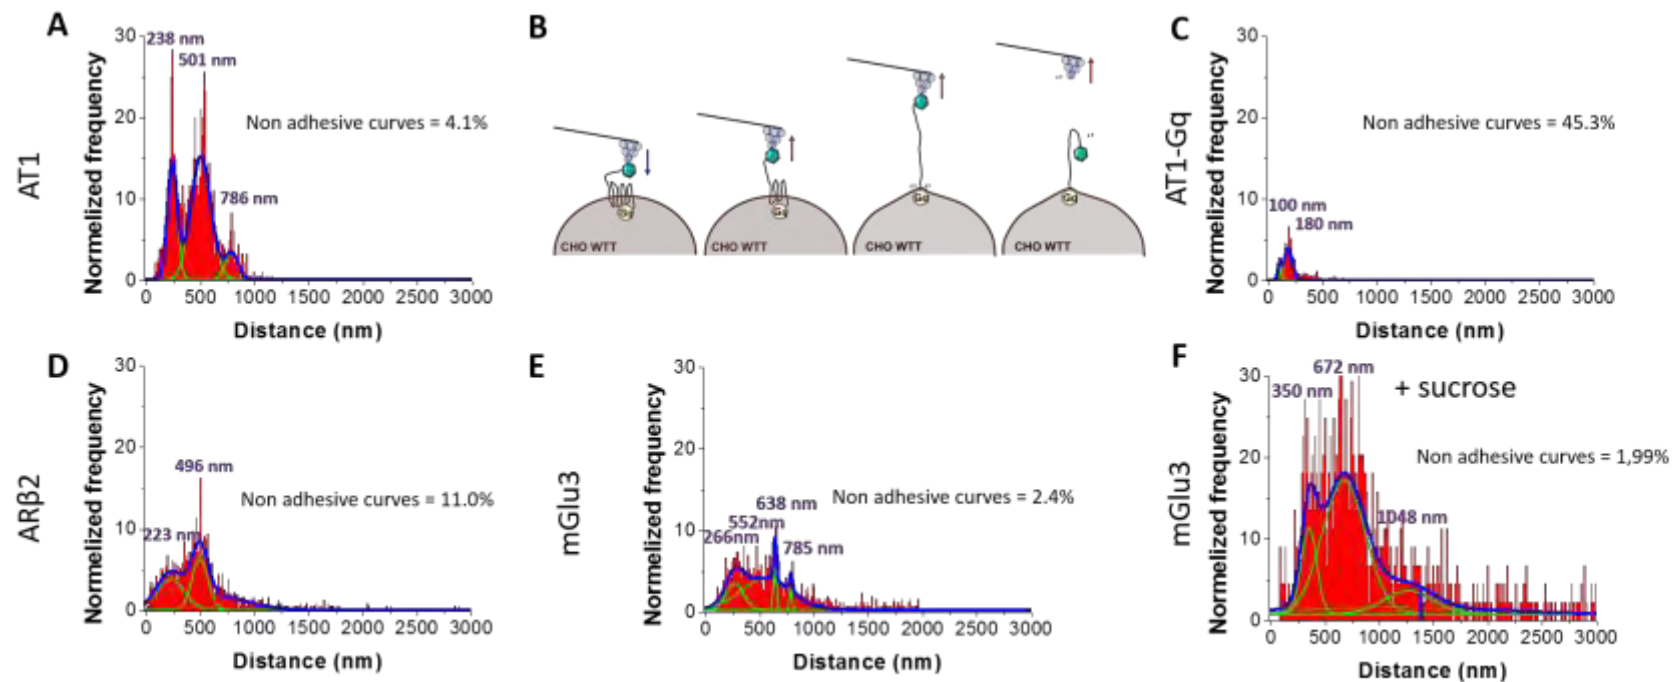 A
AT1
Normelized frequency
30
20
10
0
238 nm
501 nm
786 nm
Non adhesive curves = 4.1%
0 500 1000 1500 2000 2500 3000
Distance (nm)
B
Gq
CHO WTT
Gq
CHO WTT
Gq
CHO WTT
Gq
CHO WTT
C
AT1-Gq
Normelized frequency
30
20
10
0
Non adhesive curves = 45.3%
100 nm
180 nm
0 500 1000 1500 2000 2500 3000
Distance (nm)
D
ARβ2
Normelized frequency
30
20
10
0
496 nm
Non adhesive curves = 11.0%
223 nm
0 500 1000 1500 2000 2500 3000
Distance (nm)
E
mGlu3
Normelized frequency
30
20
10
0
Non adhesive curves = 2.4%
638 nm
552nm
266nm
785 nm
0 500 1000 1500 2000 2500 3000
Distance (nm)
F
mGlu3
Normelized frequency
30
20
10
0
672 nm
350 nm
+ sucrose
Non adhesive curves = 1,99%
1048 nm
0 500 1000 1500 2000 2500 3000
Distance (nm)